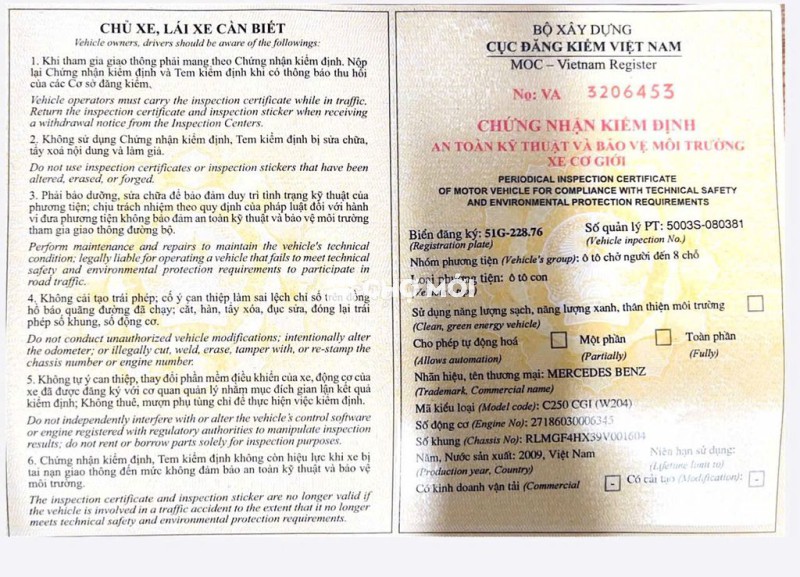 CHỦ XE, LÁI XE CẦN BIẾT
Vehicle owners, drivers should be aware of the followings:
1. Khi tham gia giao thông phải mang theo Chứng nhận kiểm định. Nộp
lại Chứng nhận kiểm định và Tem kiểm định khi có thông báo thu hồi
của các Cơ sở đăng kiểm.
Vehicle operators must carry the inspection certificate while in traffic.
Return the inspection certificate and inspection sticker when receiving
a withdrawal notice from the Inspection Centers.
2. Không sử dụng Chứng nhận kiểm định, Tem kiểm định bị sửa chữa,
tẩy xoá nội dung và làm giả.
Do not use inspection certificates or inspection stickers that have been
altered, erased, or forged.
3. Phải bảo dưỡng, sửa chữa để bảo đảm duy trì tình trạng kỹ thuật của
phương tiện; chịu trách nhiệm theo quy định của pháp luật đối với hành
vi đưa phương tiện không bảo đảm an toàn kỹ thuật và bảo vệ môi trường
tham gia giao thông đường bộ.
Perform maintenance and repairs to maintain the vehicle's technical
condition; legally liable for operating a vehicle that fails to meet technical
safety and environmental protection requirements to participate in
road traffic.
4. Không cải tạo trái phép; cố ý can thiệp làm sai lệch chỉ số trên đồng
hồ báo quãng đường đã chạy; cắt, hàn, tẩy xóa, đục sửa, đóng lại trái
phép số khung, số động cơ.
Do not conduct unauthorized vehicle modifications; intentionally alter
the odometer; or illegally cut, weld, erase, tamper with, or re-stamp the
chassis number or engine number.
5. Không tự ý can thiệp, thay đổi phần mềm điều khiển của xe, động cơ của
xe đã được đăng ký với cơ quan quản lý nhằm mục đích gian lận kết quả
kiểm định; Không thuê, mượn phụ tùng chỉ để thực hiện việc kiểm định.
Do not independently interfere with or alter the vehicle's control software
or engine registered with regulatory authorities to manipulate inspection
results; do not rent or borrow parts solely for inspection purposes.
6. Chứng nhận kiểm định, Tem kiểm định không còn hiệu lực khi xe bị
tai nạn giao thông đến mức không đảm bảo an toàn kỹ thuật và bảo vệ
môi trường.
The inspection certificate and inspection sticker are no longer valid if
the vehicle is involved in a traffic accident to the extent that it no longer
meets technical safety and environmental protection requirements.
BỘ XÂY DỰNG
CỤC ĐĂNG KIỂM VIỆT NAM
MOC – Vietnam Register
No: VA 3206453
CHỨNG NHẬN KIỂM ĐỊNH
AN TOÀN KỸ THUẬT VÀ BẢO VỆ MÔI TRƯỜNG
XE CƠ GIỚI
PERIODICAL INSPECTION CERTIFICATE
OF MOTOR VEHICLE FOR COMPLIANCE WITH TECHNICAL SAFETY
AND ENVIRONMENTAL PROTECTION REQUIREMENTS
Biển đăng ký: 51G-228.76 Số quản lý PT: 5003S-080381
(Registration plate) (Vehicle inspection No.)
Nhóm phương tiện (Vehicle's group): ô tô chở người đến 8 chỗ
phương tiện: ô tô con
Sử dụng năng lượng sạch, năng lượng xanh, thân thiện môi trường
(Clean, green energy vehicle)
Cho phép tự động hoá Một phần Toàn phần
(Allows automation) (Partially) (Fully)
Nhãn hiệu, tên thương mại: MERCEDES BENZ
(Trademark, Commercial name)
Mã kiểu loại (Model code): C250 CGI (W204)
Số động cơ (Engine No): 27186030006345
Số khung (Chassis No): RLMGF4HX39V001604
Năm, Nước sản xuất: 2009, Việt Nam Niên hạn sử dụng:
(Production year, Country) (Lifetime limit to)
Có kinh doanh vận tải (Commercial - Có cải tạo (Modification): -